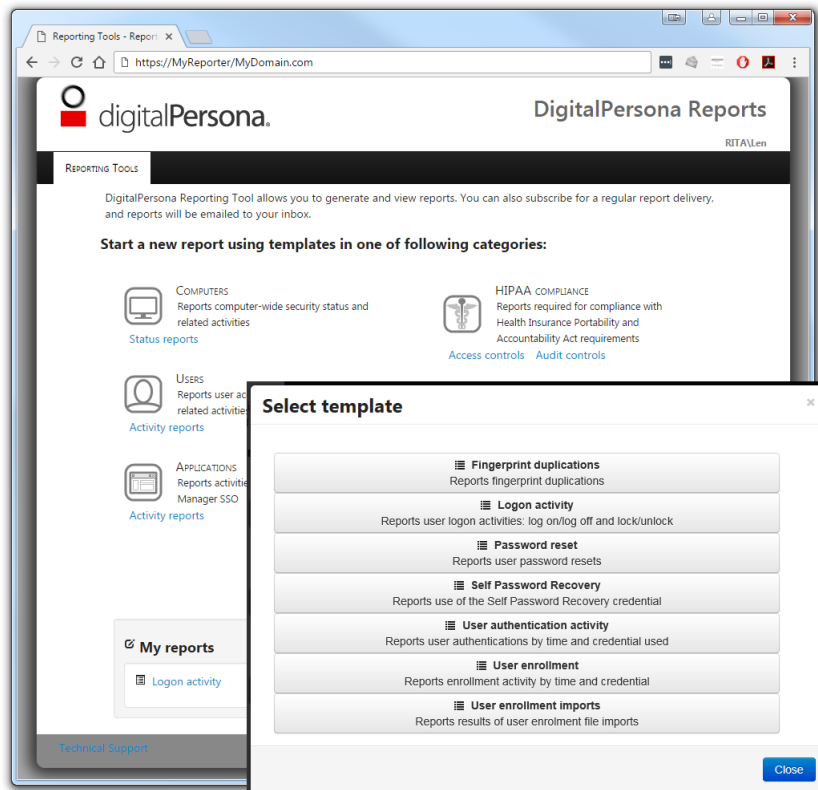 Reporting Tools - Report
https://MyReporter/MyDomain.com
digitalPersona.
DigitalPersona Reports
RITA\Len
REPORTING TOOLS
DigitalPersona Reporting Tool allows you to generate and view reports. You can also subscribe for a regular report delivery,
and reports will be emailed to your inbox.
Start a new report using templates in one of following categories:
COMPUTERS
Reports computer-wide security status and
related activities
Status reports
HIPAA COMPLIANCE
Reports required for compliance with
Health Insurance Portability and
Accountability Act requirements
Access controls Audit controls
USERS
Reports user ac
related activitie
Activity reports
APPLICATIONS
Reports activitie
Manager SSO
Activity reports
My reports
Logon activity
Technical Support
Select template
Fingerprint duplications
Reports fingerprint duplications
Logon activity
Reports user logon activities: log on/log off and lock/unlock
Password reset
Reports user password resets
Self Password Recovery
Reports use of the Self Password Recovery credential
User authentication activity
Reports user authentications by time and credential used
User enrollment
Reports enrollment activity by time and credential
User enrollment imports
Reports results of user enrolment file imports
Close